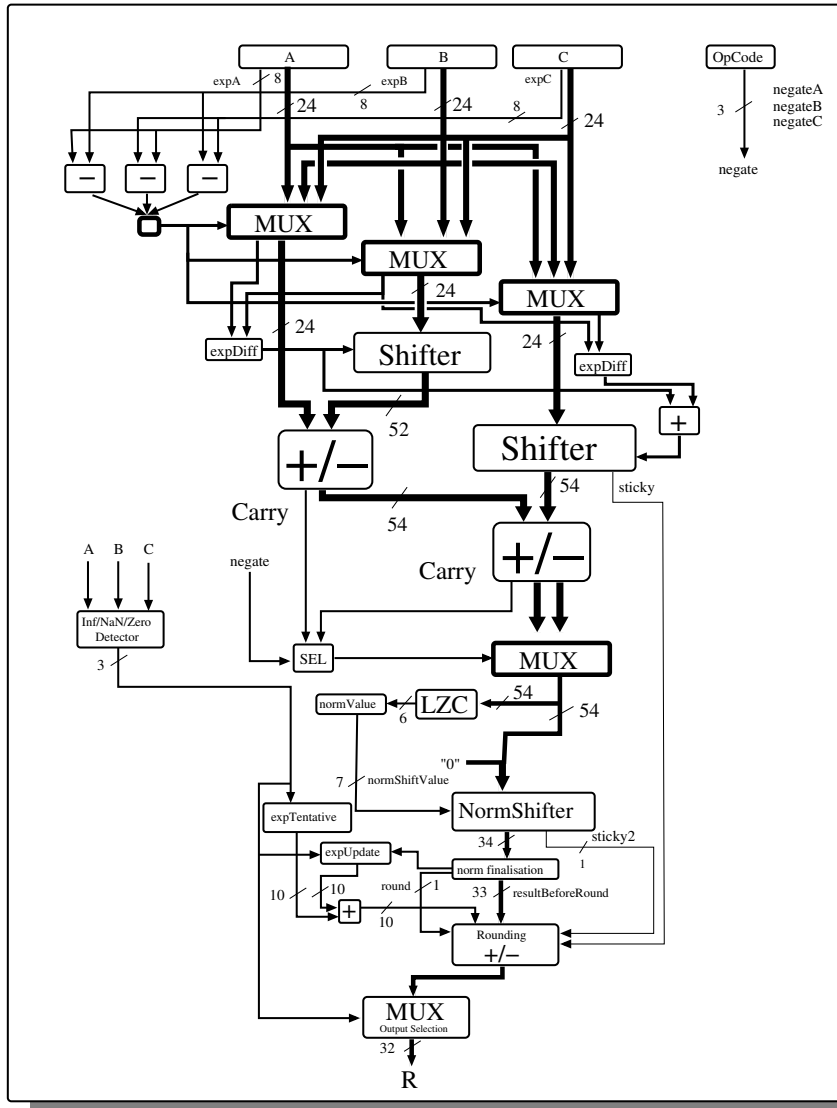 A
B
C
OpCode
expA
8
expB
8
expC
8
negateA
negateB
negateC
24
24
24
3
negate
−
−
−
MUX
MUX
MUX
24
24
24
expDiff
Shifter
expDiff
52
+
+/−
Shifter
54
sticky
Carry
54
+/−
Carry
A
B
C
negate
Inf/NaN/Zero
Detector
3
SEL
MUX
normValue
6
LZC
54
54
"0"
7
normShiftValue
NormShifter
expTentative
34
sticky2
1
expUpdate
norm finalisation
10
10
round
1
33
resultBeforeRound
+
10
Rounding
+/−
MUX
Output Selection
32
R